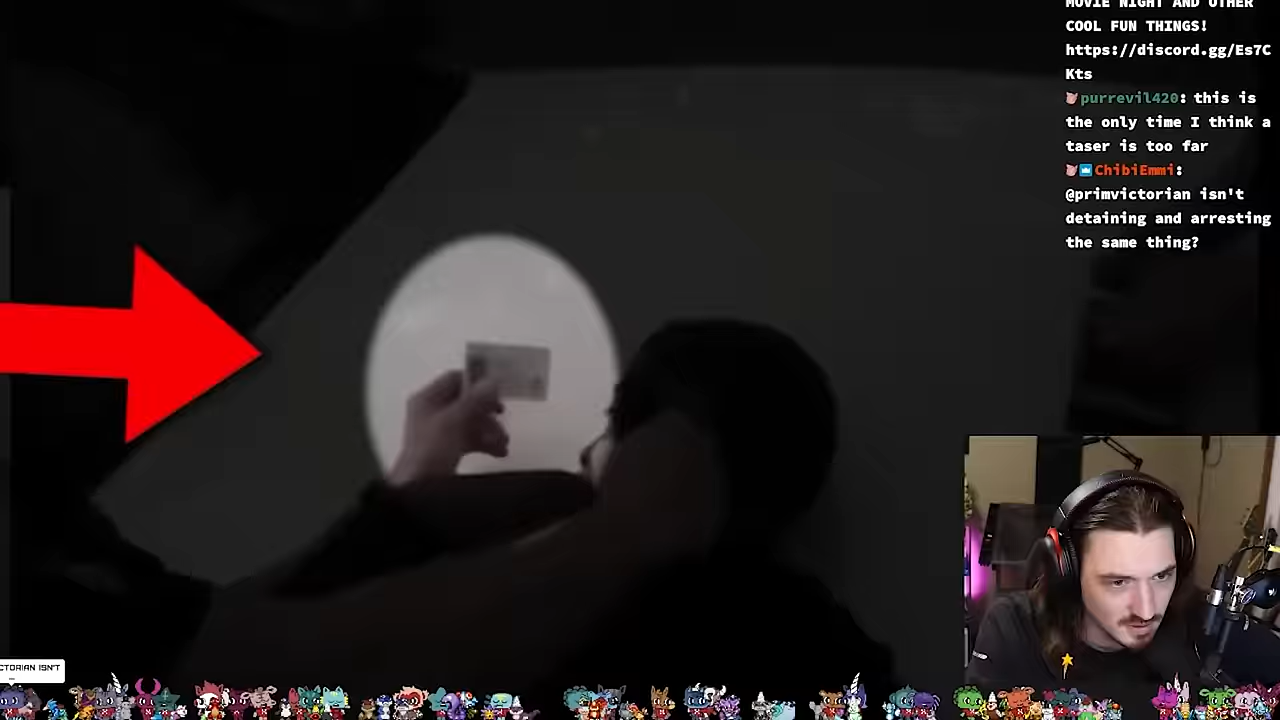 MOVIE NIGHT AND OTHER
COOL FUN THINGS!
https://discord.gg/Es7C
Kts
purrevil420: this is
the only time I think a
taser is too far
ChibiEmmi:
@primvictorian isn't
detaining and arresting
the same thing?
CTORIAN ISN'T